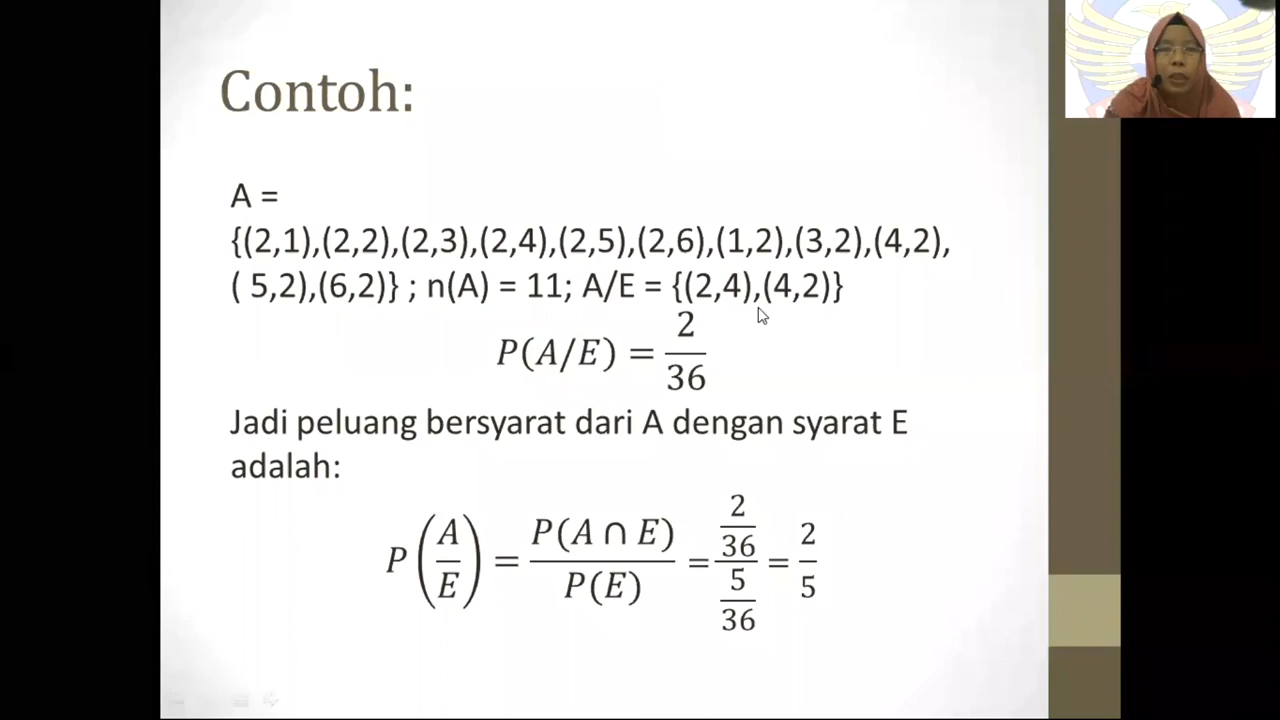 Contoh:
A =
{(2,1),(2,2),(2,3),(2,4),(2,5),(2,6),(1,2),(3,2),(4,2),
( 5,2),(6,2)} ; n(A) = 11; A/E = {(2,4),(4,2)}
P(A/E) = 2/36
Jadi peluang bersyarat dari A dengan syarat E
adalah:
P(A/E) = P(A ∩ E)/P(E) = (2/36)/(5/36) = 2/5